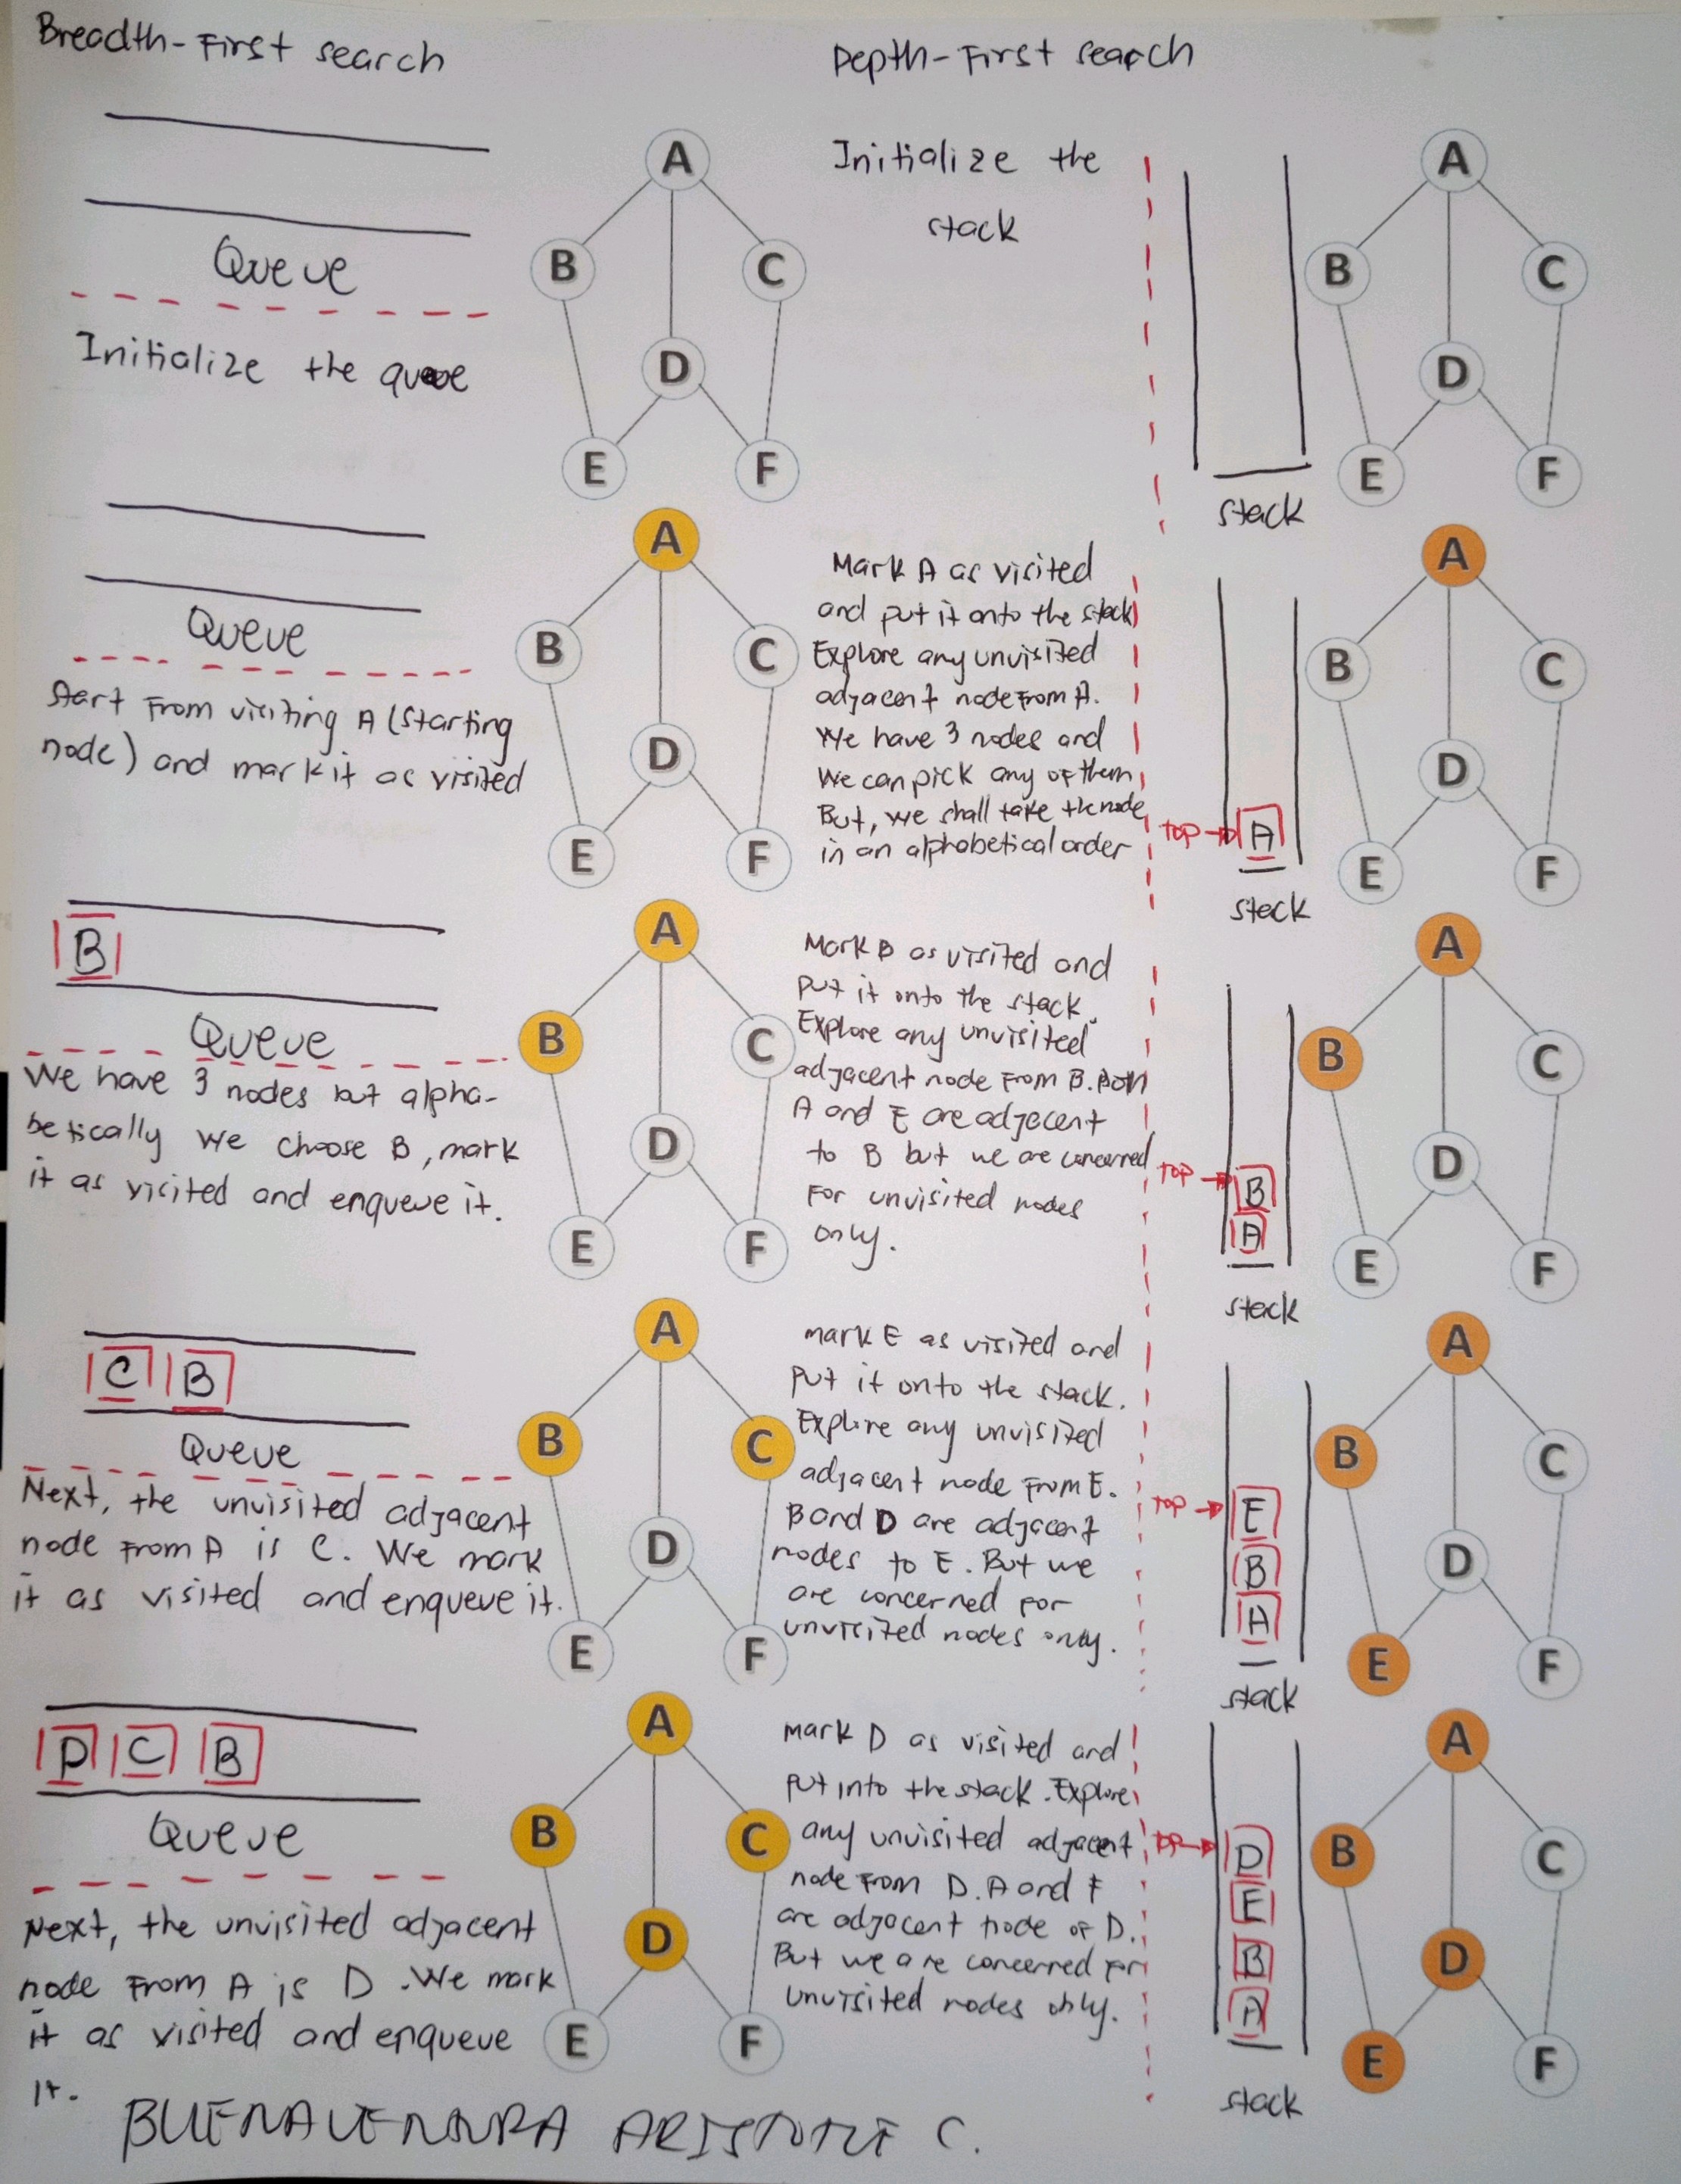 Breadth-First search
Queue
Initialize the queue
A
B
C
D
E
F
Queue
Start From visiting A (Starting
node) and mark it as visited
A
B
C
D
E
F
B
Queue
We have 3 nodes but alpha-
betically we choose B, mark
it as visited and enqueue it.
A
B
C
D
E
F
C B
Queue
Next, the unvisited adjacent
node From A is C. We mark
it as visited and enqueue it.
A
B
C
D
E
F
D C B
Queue
Next, the unvisited adjacent
node From A is D. We mark
it as visited and enqueue
it.
A
B
C
D
E
F
Depth-First search
Initialize the
stack
stack
A
B
C
D
E
F
Mark A as visited
and put it onto the stack
Explore any unvisited
adjacent node From A.
We have 3 nodes and
We can pick any of them
But, we shall take the node
in an alphabetical order
TOP
A
stack
A
B
C
D
E
F
Mark B as visited and
put it onto the stack.
Explore any unvisited
adjacent node From B. Both
A and E are adjacent
to B but we are concerned
For unvisited nodes
only.
TOP
B
A
stack
A
B
C
D
E
F
mark E as visited and
put it onto the stack.
Explore any unvisited
adjacent node From E.
B and D are adjacent
nodes to E. But we
are concerned For
unvisited nodes only.
TOP
E
B
A
stack
A
B
C
D
E
F
mark D as visited and
put into the stack. Explore
any unvisited adjacent
node From D. A and F
are adjacent node of D.
But we are concerned For
unvisited nodes only.
TOP
D
E
B
A
stack
A
B
C
D
E
F
BUENAVENTURA ARISTOTLE C.